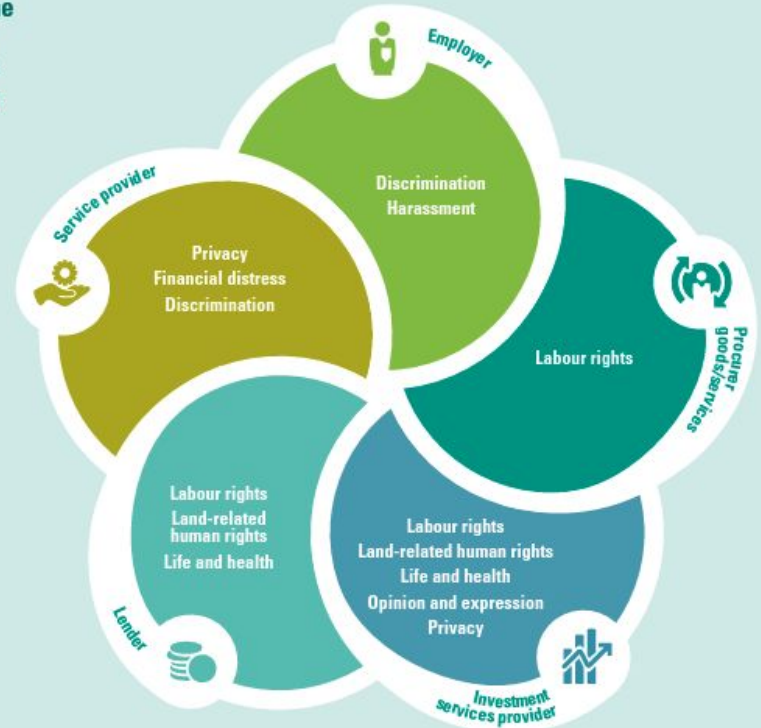 Employer
Discrimination
Harassment
Service provider
Privacy
Financial distress
Discrimination
Procurer
goods/services
Labour rights
Lender
Labour rights
Land-related
human rights
Life and health
Labour rights
Land-related human rights
Life and health
Opinion and expression
Privacy
Investment
services provider